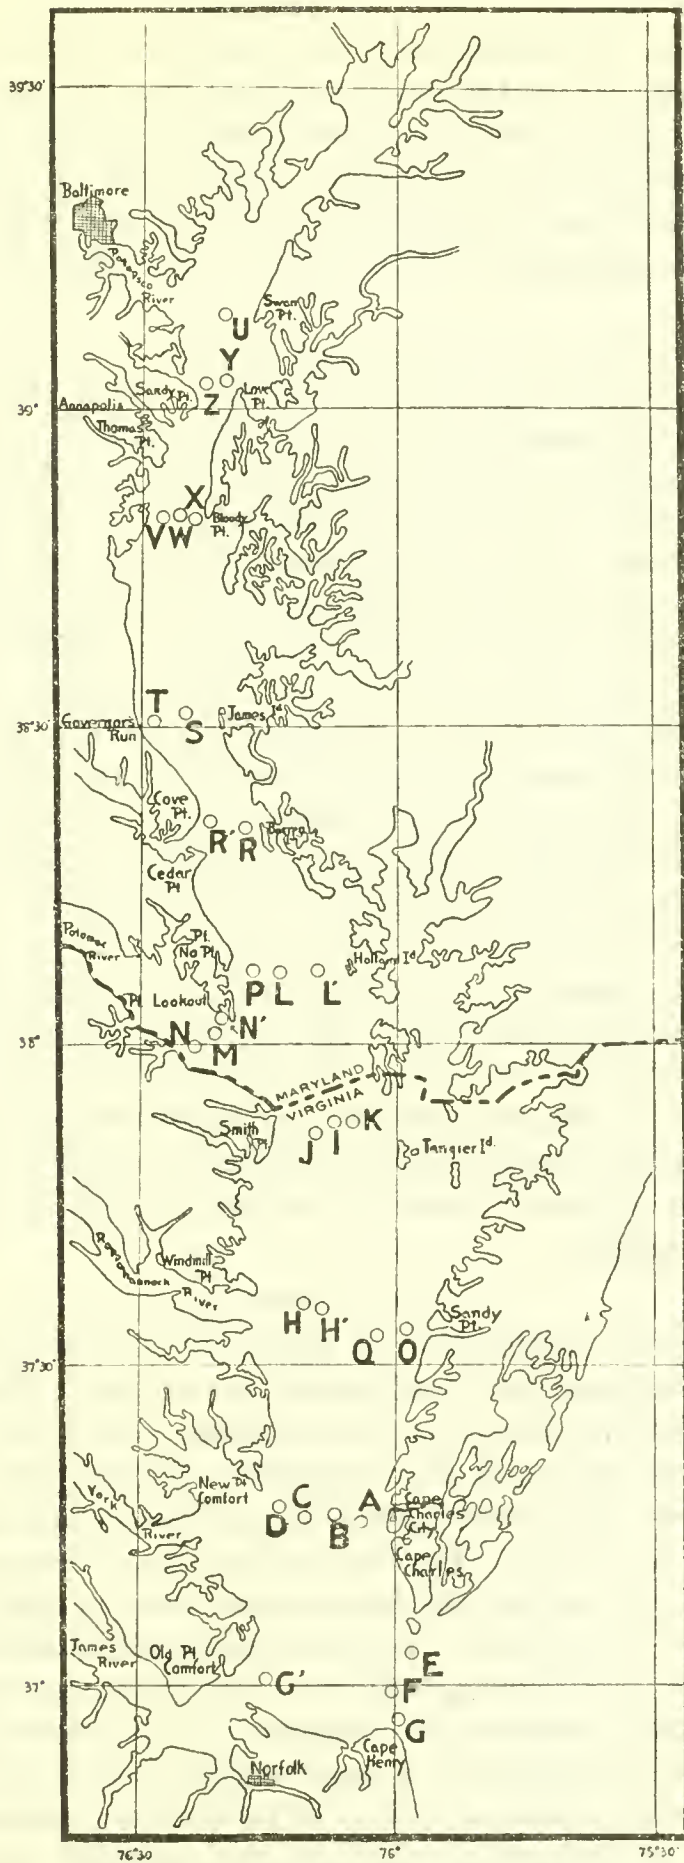 39°30'
Baltimore
Patapsco
River
Swan
Pt.
U
Y
Sandy Pt.
Z
Love
Pt.
Annapolis
39°
Thomas
Pt.
X
V W
Bloody
Pt.
T
S
James Id.
38°30'
Governors
Run
Cove
Pt.
R' R
Cedar
Pt
Potomac
River
Pt.
No Pt.
Holland Id.
P L L'
Pt. Lookout
N N'
M
38°
MARYLAND
VIRGINIA
Smith
Pt.
J I K
Tangier Id.
Rappahannock
River
Windmill
Pt
H H'
Sandy
Pt.
Q O
37°30'
New Pt
Comfort
York
River
D C B A
Cape
Charles
City
Cape
Charles
James
River
Old Pt.
Comfort
E
G'
F
37°
G
Cape
Henry
Norfolk
76°30' 76° 75°30'